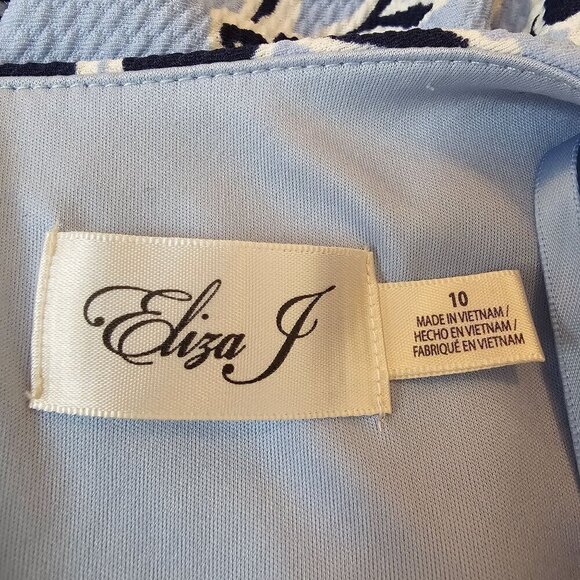 Eliza J
10
MADE IN VIETNAM /
HECHO EN VIETNAM /
FABRIQUÉ EN VIETNAM